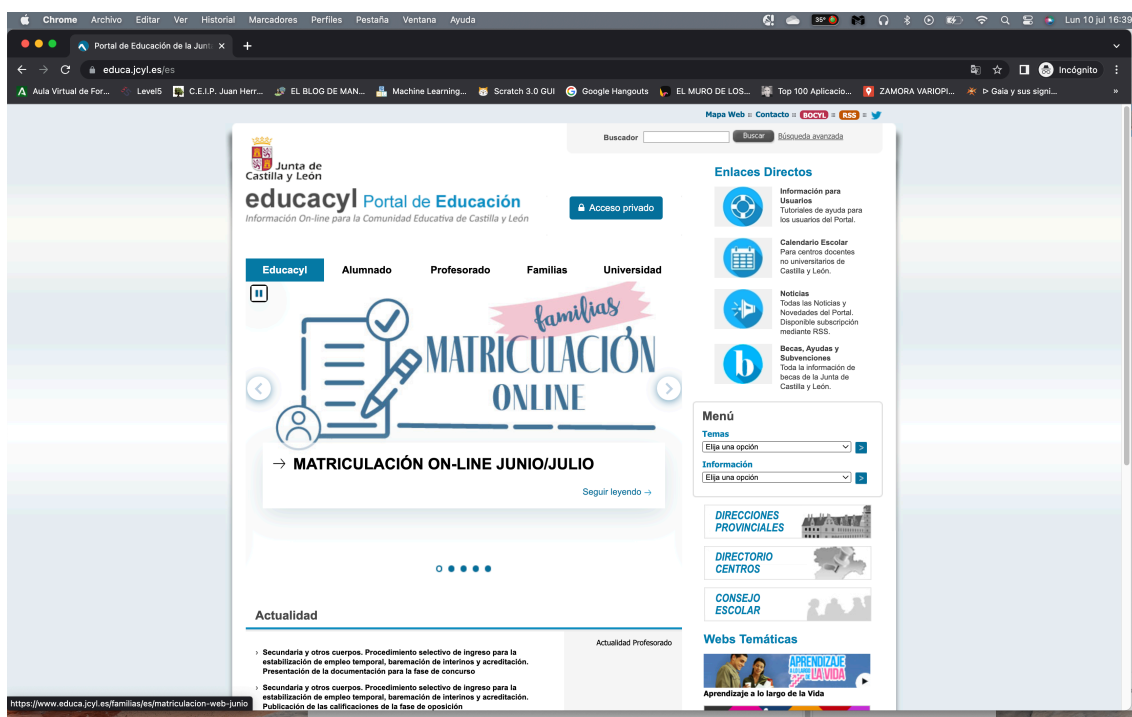 Chrome Archivo Editar Ver Historial Marcadores Perfiles Pestaña Ventana Ayuda
35° Lun 10 jul 16:39
Portal de Educación de la Junt
educa.jcyl.es/es
Incógnito
Aula Virtual de For... Level5 C.E.I.P. Juan Herr... EL BLOG DE MAN... Machine Learning... Scratch 3.0 GUI Google Hangouts EL MURO DE LOS... Top 100 Aplicacio... ZAMORA VARIOPI... ▷ Gaia y sus signi... »
Mapa Web :: Contacto :: BOCYL :: RSS ::
Buscador Buscar Búsqueda avanzada
Junta de
Castilla y León
educacyl Portal de Educación
Información On-line para la Comunidad Educativa de Castilla y León
Acceso privado
Educacyl Alumnado Profesorado Familias Universidad
familias
MATRICULACIÓN
ONLINE
→ MATRICULACIÓN ON-LINE JUNIO/JULIO
Seguir leyendo →
Actualidad
Actualidad Profesorado
› Secundaria y otros cuerpos. Procedimiento selectivo de ingreso para la
estabilización de empleo temporal, baremación de interinos y acreditación.
Presentación de la documentación para la fase de concurso
› Secundaria y otros cuerpos. Procedimiento selectivo de ingreso para la
estabilización de empleo temporal, baremación de interinos y acreditación.
Publicación de las calificaciones de la fase de oposición
Enlaces Directos
Información para
Usuarios
Tutoriales de ayuda para
los usuarios del Portal.
Calendario Escolar
Para centros docentes
no universitarios de
Castilla y León.
Noticias
Todas las Noticias y
Novedades del Portal.
Disponible subscripción
mediante RSS.
b
Becas, Ayudas y
Subvenciones
Toda la información de
becas de la Junta de
Castilla y León.
Menú
Temas
Elija una opción >
Información
Elija una opción >
DIRECCIONES
PROVINCIALES
DIRECTORIO
CENTROS
CONSEJO
ESCOLAR
Webs Temáticas
APRENDIZAJE
A LO LARGO DE LA VIDA
Aprendizaje a lo largo de la Vida
https://www.educa.jcyl.es/familias/es/matriculacion-web-junio